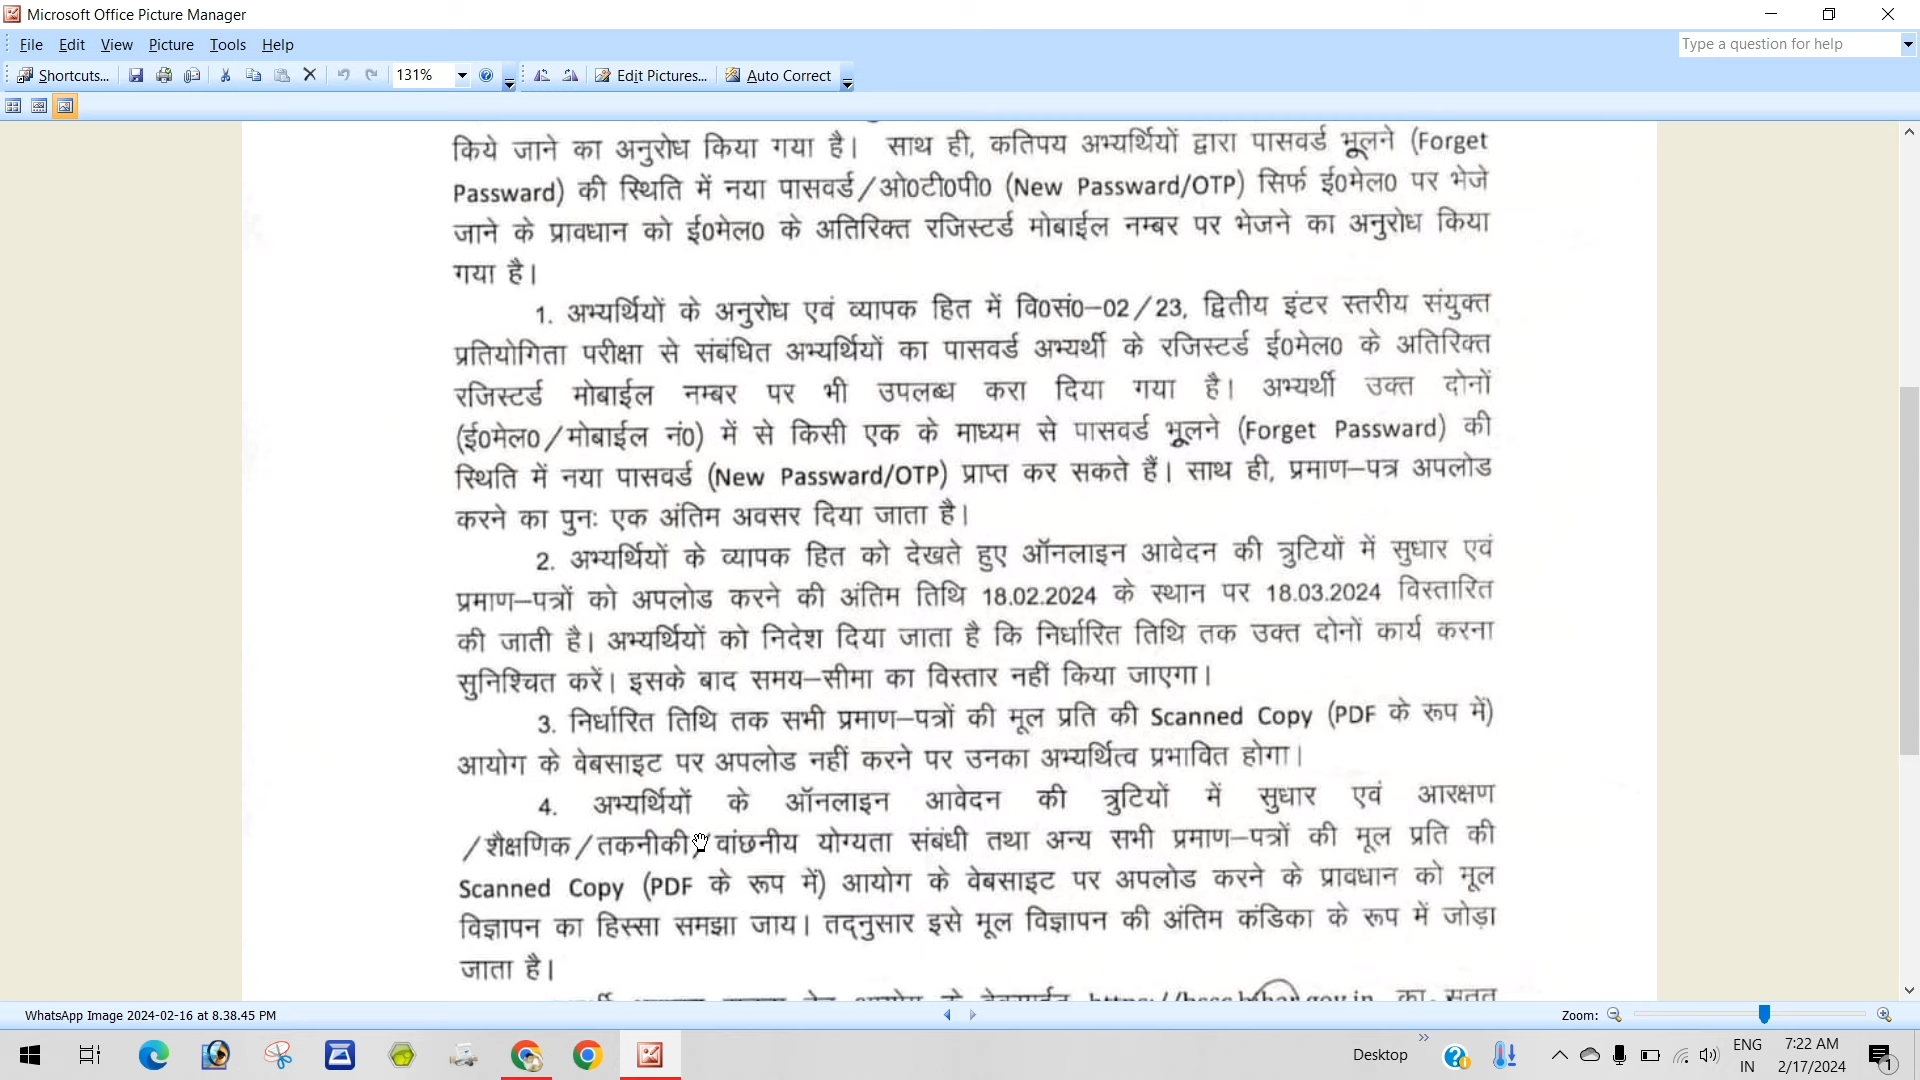 Microsoft Office Picture Manager
File Edit View Picture Tools Help
Type a question for help
Shortcuts... 131% Edit Pictures... Auto Correct
किये जाने का अनुरोध किया गया है। साथ ही, कतिपय अभ्यर्थियों द्वारा पासवर्ड भूलने (Forget
Passward) की स्थिति में नया पासवर्ड/ओ0टी0पी0 (New Passward/OTP) सिर्फ ई0मेल0 पर भेजे
जाने के प्रावधान को ई0मेल0 के अतिरिक्त रजिस्टर्ड मोबाईल नम्बर पर भेजने का अनुरोध किया
गया है।
1. अभ्यर्थियों के अनुरोध एवं व्यापक हित में वि0सं0–02/23, द्वितीय इंटर स्तरीय संयुक्त
प्रतियोगिता परीक्षा से संबंधित अभ्यर्थियों का पासवर्ड अभ्यर्थी के रजिस्टर्ड ई0मेल0 के अतिरिक्त
रजिस्टर्ड मोबाईल नम्बर पर भी उपलब्ध करा दिया गया है। अभ्यर्थी उक्त दोनों
(ई0मेल0/मोबाईल नं0) में से किसी एक के माध्यम से पासवर्ड भूलने (Forget Passward) की
स्थिति में नया पासवर्ड (New Passward/OTP) प्राप्त कर सकते हैं। साथ ही, प्रमाण–पत्र अपलोड
करने का पुनः एक अंतिम अवसर दिया जाता है।
2. अभ्यर्थियों के व्यापक हित को देखते हुए ऑनलाइन आवेदन की त्रुटियों में सुधार एवं
प्रमाण–पत्रों को अपलोड करने की अंतिम तिथि 18.02.2024 के स्थान पर 18.03.2024 विस्तारित
की जाती है। अभ्यर्थियों को निदेश दिया जाता है कि निर्धारित तिथि तक उक्त दोनों कार्य करना
सुनिश्चित करें। इसके बाद समय–सीमा का विस्तार नहीं किया जाएगा।
3. निर्धारित तिथि तक सभी प्रमाण–पत्रों की मूल प्रति की Scanned Copy (PDF के रूप में)
आयोग के वेबसाइट पर अपलोड नहीं करने पर उनका अभ्यर्थित्व प्रभावित होगा।
4. अभ्यर्थियों के ऑनलाइन आवेदन की त्रुटियों में सुधार एवं आरक्षण
/शैक्षणिक/तकनीकी/वांछनीय योग्यता संबंधी तथा अन्य सभी प्रमाण–पत्रों की मूल प्रति की
Scanned Copy (PDF के रूप में) आयोग के वेबसाइट पर अपलोड करने के प्रावधान को मूल
विज्ञापन का हिस्सा समझा जाय। तद्नुसार इसे मूल विज्ञापन की अंतिम कंडिका के रूप में जोड़ा
जाता है।
आयोग के वेबसाईट का सतत
WhatsApp Image 2024-02-16 at 8.38.45 PM
Zoom:
Desktop
ENG
IN
7:22 AM
2/17/2024
1